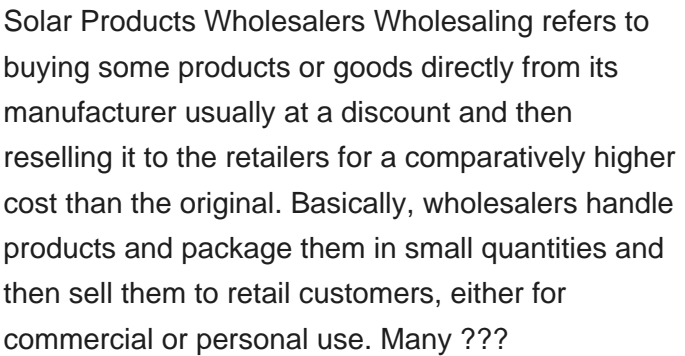 Solar Products Wholesalers Wholesaling refers to
buying some products or goods directly from its
manufacturer usually at a discount and then
reselling it to the retailers for a comparatively higher
cost than the original. Basically, wholesalers handle
products and package them in small quantities and
then sell them to retail customers, either for
commercial or personal use. Many ???